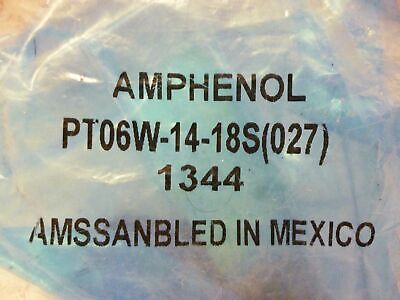 AMPHENOL
PT06W-14-18S(027)
1344
AMSSANBLED IN MEXICO